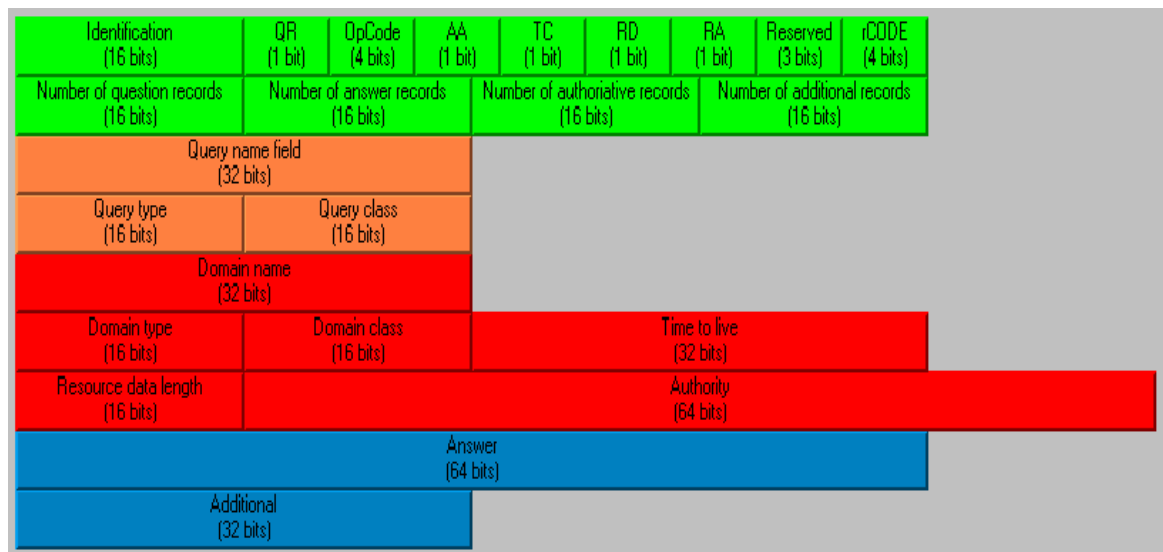 Identification
(16 bits)
QR
(1 bit)
OpCode
(4 bits)
AA
(1 bit)
TC
(1 bit)
RD
(1 bit)
RA
(1 bit)
Reserved
(3 bits)
rCODE
(4 bits)
Number of question records
(16 bits)
Number of answer records
(16 bits)
Number of authoriative records
(16 bits)
Number of additional records
(16 bits)
Query name field
(32 bits)
Query type
(16 bits)
Query class
(16 bits)
Domain name
(32 bits)
Domain type
(16 bits)
Domain class
(16 bits)
Time to live
(32 bits)
Resource data length
(16 bits)
Authority
(64 bits)
Answer
(64 bits)
Additional
(32 bits)